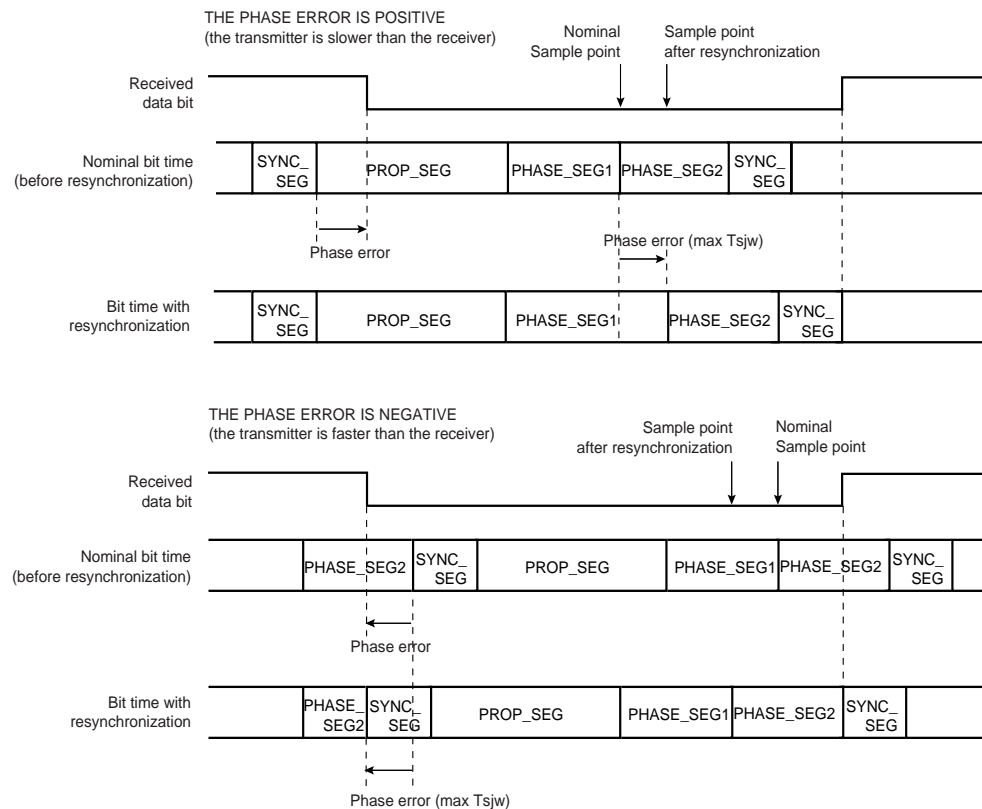 THE PHASE ERROR IS POSITIVE
(the transmitter is slower than the receiver)
Nominal
Sample point
Sample point
after resynchronization
Received
data bit
Nominal bit time
(before resynchronization)
SYNC_
SEG
PROP_SEG
PHASE_SEG1
PHASE_SEG2
SYNC_
SEG
Phase error
Phase error (max Tsjw)
Bit time with
resynchronization
SYNC_
SEG
PROP_SEG
PHASE_SEG1
PHASE_SEG2
SYNC_
SEG
THE PHASE ERROR IS NEGATIVE
(the transmitter is faster than the receiver)
Sample point
after resynchronization
Nominal
Sample point
Received
data bit
Nominal bit time
(before resynchronization)
PHASE_SEG2
SYNC_
SEG
PROP_SEG
PHASE_SEG1
PHASE_SEG2
SYNC_
SEG
Phase error
Bit time with
resynchronization
PHASE_
SEG2
SYNC_
SEG
PROP_SEG
PHASE_SEG1
PHASE_SEG2
SYNC_
SEG
Phase error (max Tsjw)